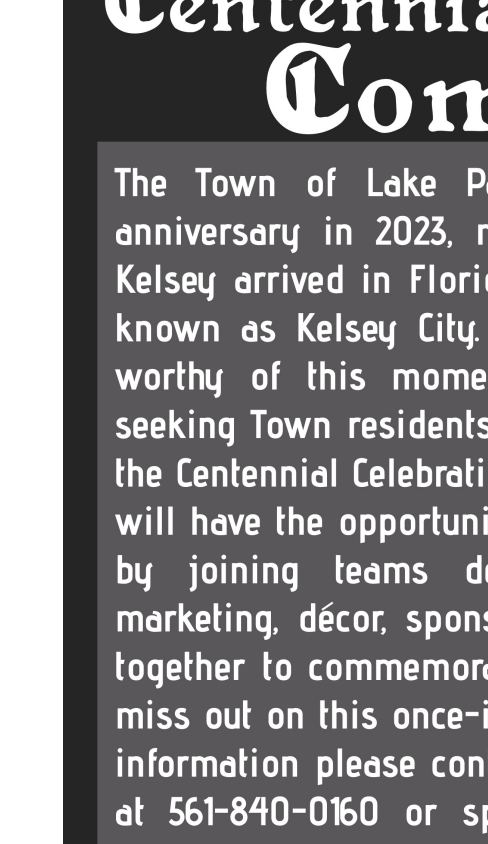 Centennia
Com
The Town of Lake P
anniversary in 2023,
Kelsey arrived in Flori
known as Kelsey City.
worthy of this mome
seeking Town residents
the Centennial Celebrati
will have the opportuni
by joining teams d
marketing, décor, spons
together to commemor
miss out on this once-i
information please con
at 561-840-0160 or sp